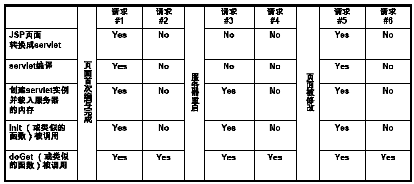 请求 #1
请求 #2
请求 #3
请求 #4
请求 #5
请求 #6
JSP页面
转换成servlet
Yes No No No Yes No
servlet编译
Yes No No No Yes No
创建servlet实例
并载入服务器
的内存
Yes No Yes No Yes No
Init（或类似的
函数）被调用
Yes No Yes No Yes No
doGet（或类似
的函数）被调用
Yes Yes Yes Yes Yes Yes
页面首次编写完成
服务器重启
页面被修改